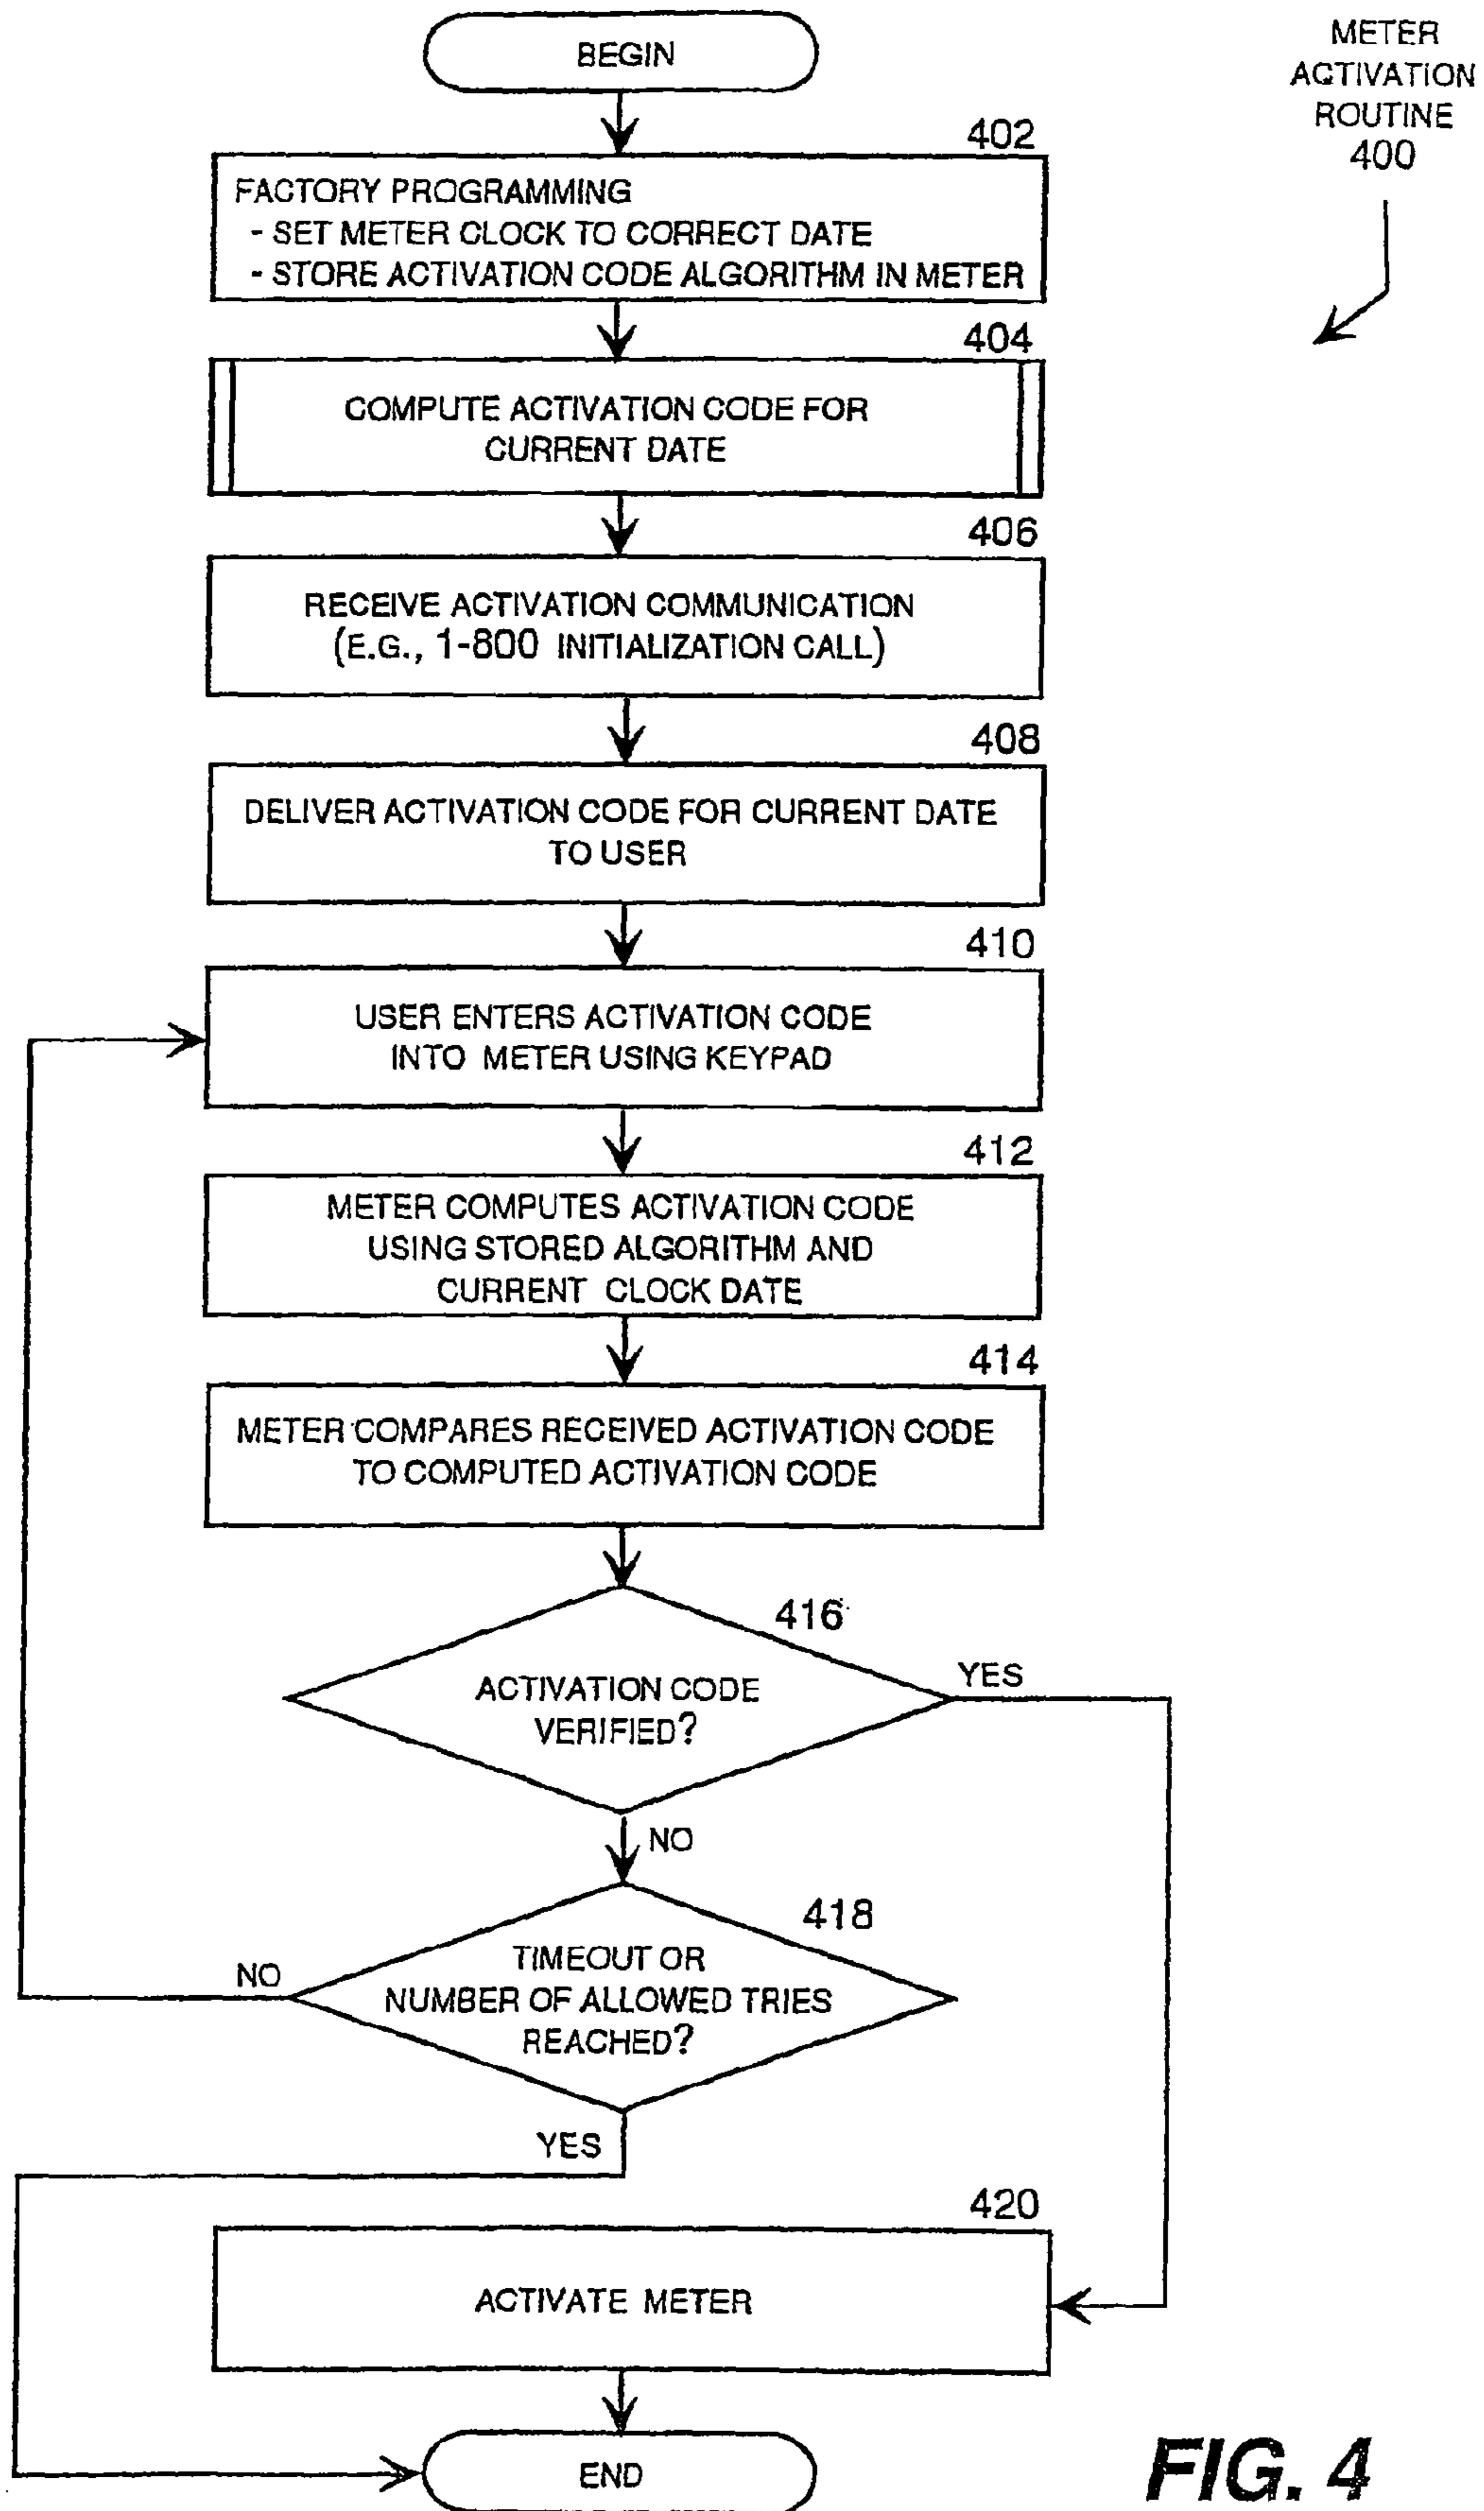 BEGIN
METER
ACTIVATION
ROUTINE
400
402
FACTORY PROGRAMMING
- SET METER CLOCK TO CORRECT DATE
- STORE ACTIVATION CODE ALGORITHM IN METER
404
COMPUTE ACTIVATION CODE FOR
CURRENT DATE
406
RECEIVE ACTIVATION COMMUNICATION
(E.G., 1-800 INITIALIZATION CALL)
408
DELIVER ACTIVATION CODE FOR CURRENT DATE
TO USER
410
USER ENTERS ACTIVATION CODE
INTO METER USING KEYPAD
412
METER COMPUTES ACTIVATION CODE
USING STORED ALGORITHM AND
CURRENT CLOCK DATE
414
METER COMPARES RECEIVED ACTIVATION CODE
TO COMPUTED ACTIVATION CODE
416
ACTIVATION CODE
VERIFIED?
YES
NO
418
TIMEOUT OR
NUMBER OF ALLOWED TRIES
REACHED?
NO
YES
420
ACTIVATE METER
END
FIG. 4